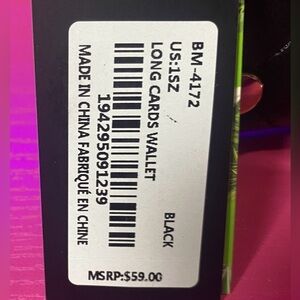 BM-4172
US:1SZ
LONG CARDS WALLET
BLACK
194295091239
MADE IN CHINA FABRIQUÉ EN CHINE
MSRP:$59.00